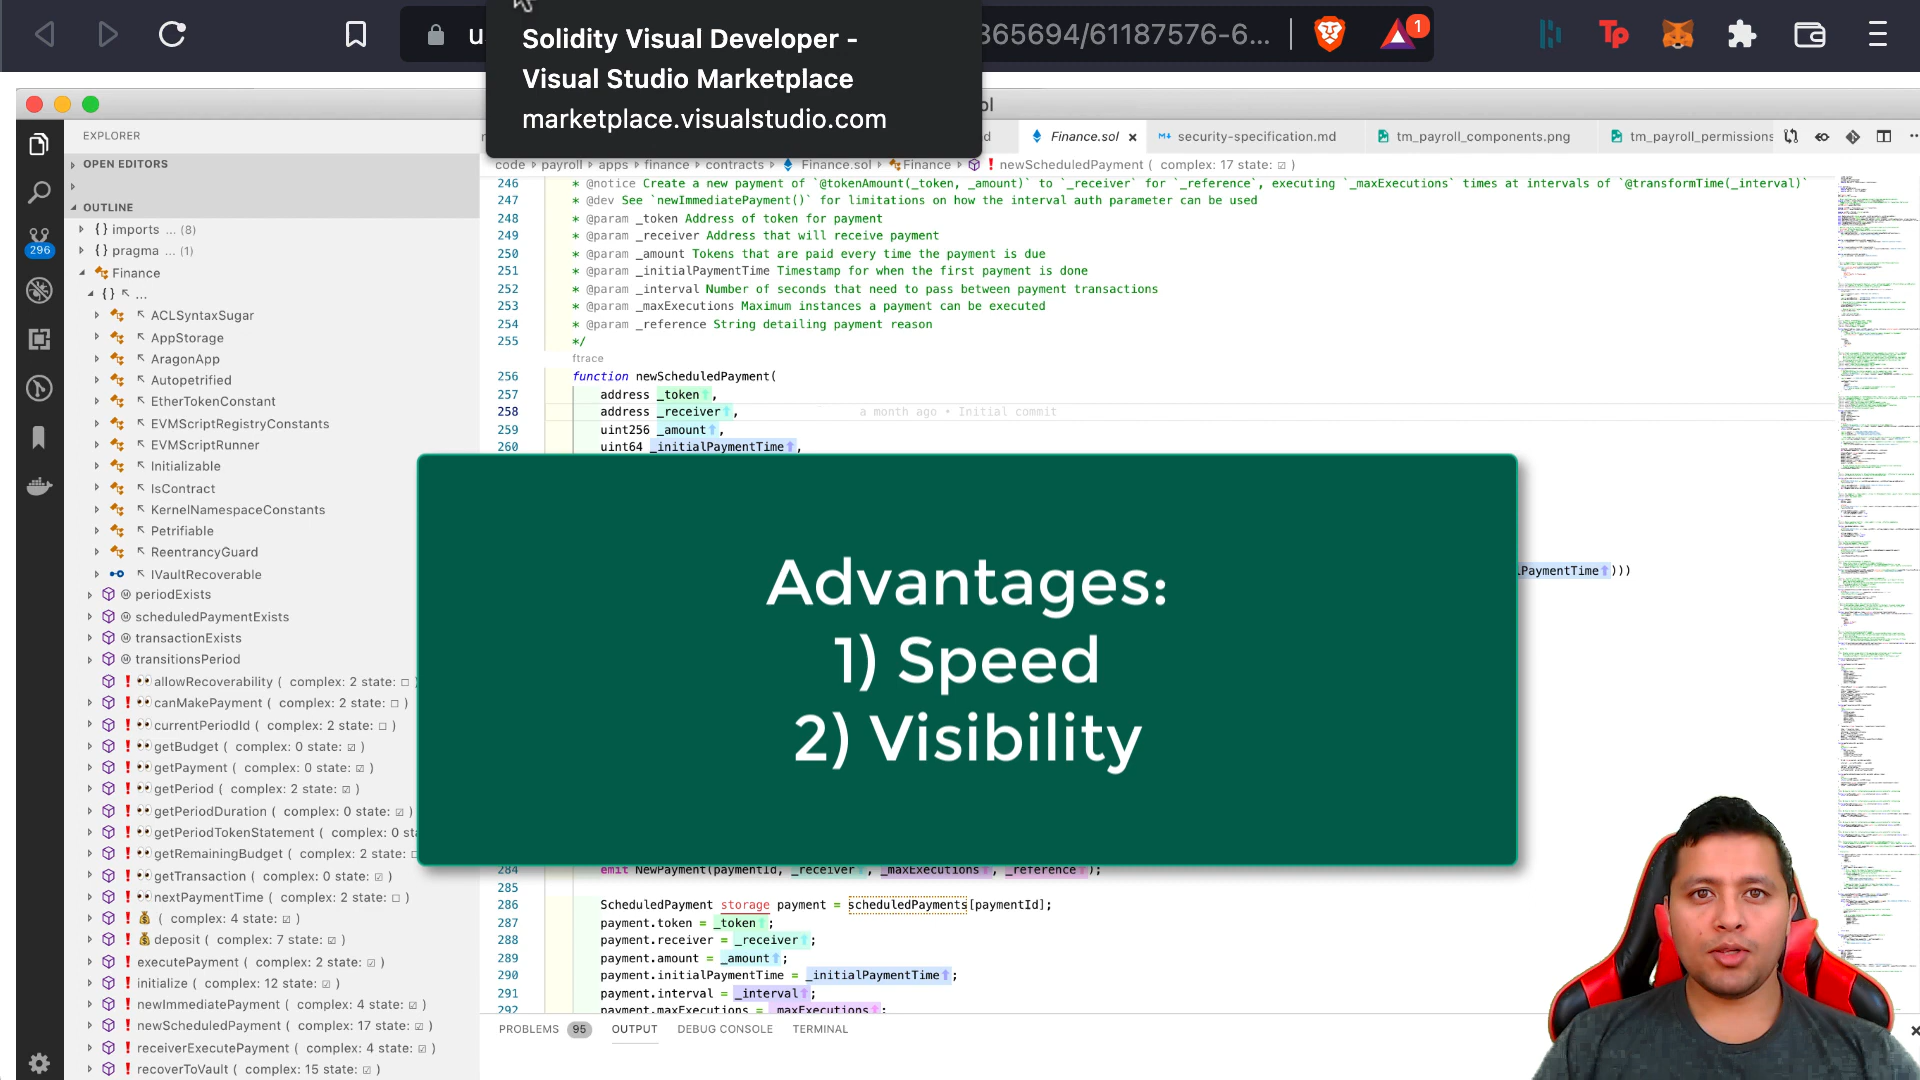 Solidity Visual Developer -
Visual Studio Marketplace
marketplace.visualstudio.com
365694/61187576-6...
1
Tp
EXPLORER
Finance.sol
security-specification.md
tm_payroll_components.png
tm_payroll_permissions
OPEN EDITORS
code payroll apps finance contracts Finance.sol Finance ! newScheduledPayment ( complex: 17 state: ☑ )
OUTLINE
{} imports ... (8)
{} pragma ... (1)
Finance
{} ↖ ...
↖ ACLSyntaxSugar
↖ AppStorage
↖ AragonApp
↖ Autopetrified
↖ EtherTokenConstant
↖ EVMScriptRegistryConstants
↖ EVMScriptRunner
↖ Initializable
↖ IsContract
↖ KernelNamespaceConstants
↖ Petrifiable
↖ ReentrancyGuard
↖ IVaultRecoverable
periodExists
scheduledPaymentExists
transactionExists
transitionsPeriod
! 👀allowRecoverability ( complex: 2 state: ☐ )
! 👀canMakePayment ( complex: 2 state: ☐ )
! 👀currentPeriodId ( complex: 2 state: ☐ )
! 👀getBudget ( complex: 0 state: ☑ )
! 👀getPayment ( complex: 0 state: ☑ )
! 👀getPeriod ( complex: 2 state: ☑ )
! 👀getPeriodDuration ( complex: 0 state: ☑ )
! 👀getPeriodTokenStatement ( complex: 0 sta
! 👀getRemainingBudget ( complex: 2 state: ☐
! 👀getTransaction ( complex: 0 state: ☑ )
! 👀nextPaymentTime ( complex: 2 state: ☐ )
! 💰 ( complex: 4 state: ☑ )
! 💰 deposit ( complex: 7 state: ☑ )
! executePayment ( complex: 2 state: ☑ )
! initialize ( complex: 12 state: ☑ )
! newImmediatePayment ( complex: 4 state: ☑ )
! newScheduledPayment ( complex: 17 state: ☑ )
! receiverExecutePayment ( complex: 4 state: ☑ )
! recoverToVault ( complex: 15 state: ☑ )
296
246 * @notice Create a new payment of `@tokenAmount(_token, _amount)` to `_receiver` for `_reference`, executing `_maxExecutions` times at intervals of `@transformTime(_interval)`
247 * @dev See `newImmediatePayment()` for limitations on how the interval auth parameter can be used
248 * @param _token Address of token for payment
249 * @param _receiver Address that will receive payment
250 * @param _amount Tokens that are paid every time the payment is due
251 * @param _initialPaymentTime Timestamp for when the first payment is done
252 * @param _interval Number of seconds that need to pass between payment transactions
253 * @param _maxExecutions Maximum instances a payment can be executed
254 * @param _reference String detailing payment reason
255 */
ftrace
256 function newScheduledPayment(
257 address _token⬆,
258 address _receiver⬆, a month ago • Initial commit
259 uint256 _amount⬆,
260 uint64 _initialPaymentTime⬆,
PaymentTime⬆)))
Advantages:
1) Speed
2) Visibility
284 emit NewPayment(paymentId, _receiver⬆, _maxExecutions⬆, _reference⬆);
285
286 ScheduledPayment storage payment = scheduledPayments[paymentId];
287 payment.token = _token⬆;
288 payment.receiver = _receiver⬆;
289 payment.amount = _amount⬆;
290 payment.initialPaymentTime = _initialPaymentTime⬆;
291 payment.interval = _interval⬆;
292 payment.maxExecutions = _maxExecutions⬆;
PROBLEMS 95 OUTPUT DEBUG CONSOLE TERMINAL